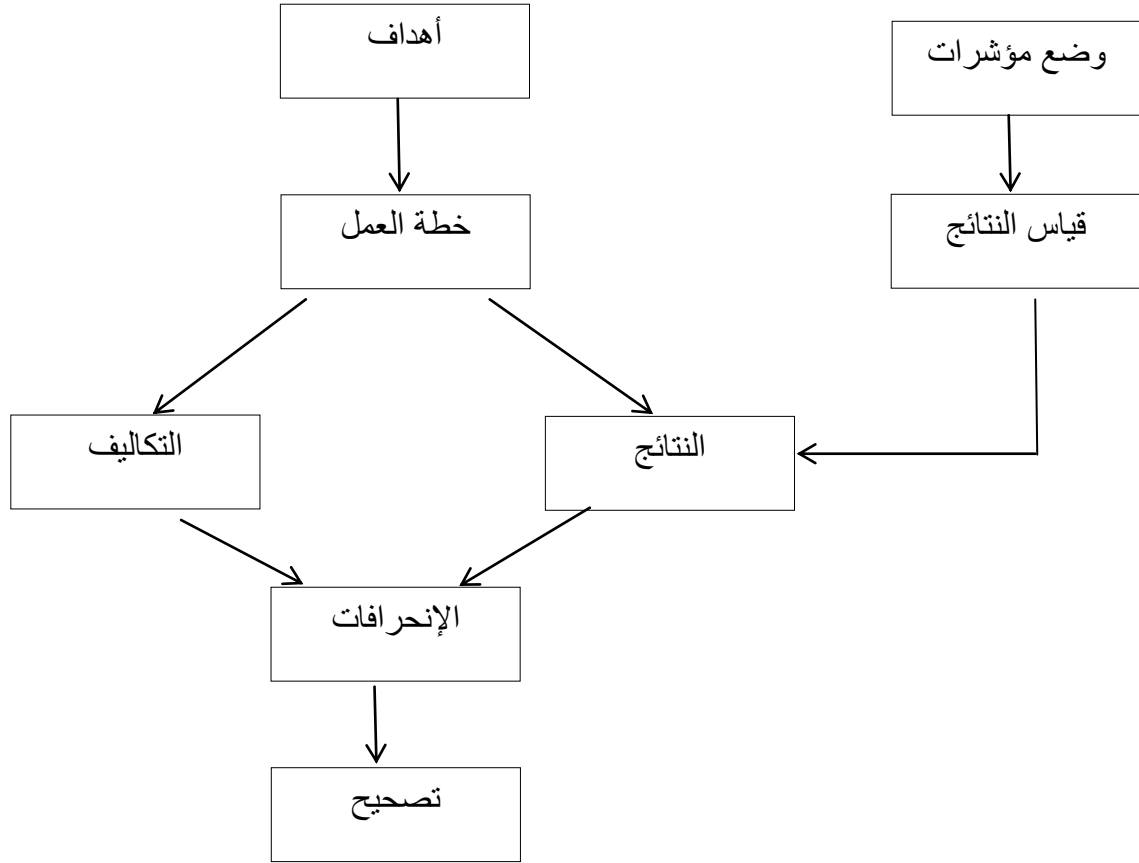 أهداف
وضع مؤشرات
خطة العمل
قياس النتائج
النتائج
التكاليف
الإنحرافات
تصحيح